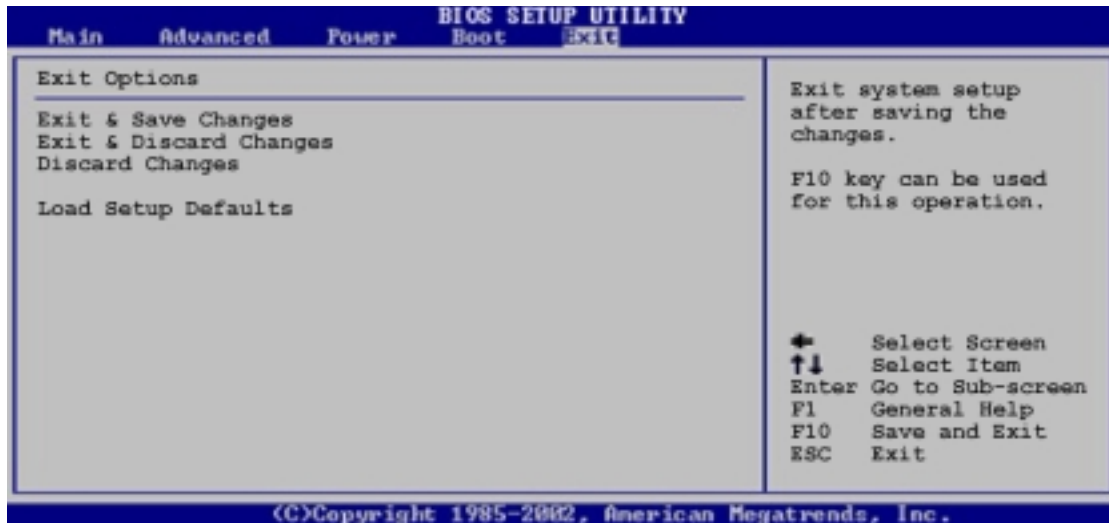 BIOS SETUP UTILITY
Main Advanced Power Boot Exit
Exit Options
Exit & Save Changes
Exit & Discard Changes
Discard Changes
Load Setup Defaults
Exit system setup
after saving the
changes.
F10 key can be used
for this operation.
← Select Screen
↑↓ Select Item
Enter Go to Sub-screen
F1 General Help
F10 Save and Exit
ESC Exit
(C)Copyright 1985-2002, American Megatrends, Inc.